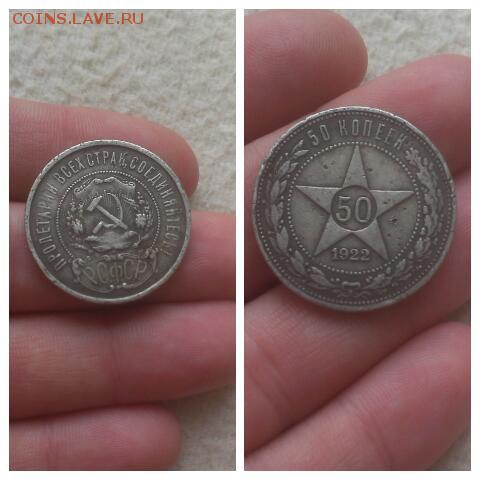 COINS.LAVE.RU
ПРОЛЕТАРИИ ВСЕХ СТРАН, СОЕДИНЯЙТЕСЬ!
РСФСР
50 КОПЕЕК
50
1922